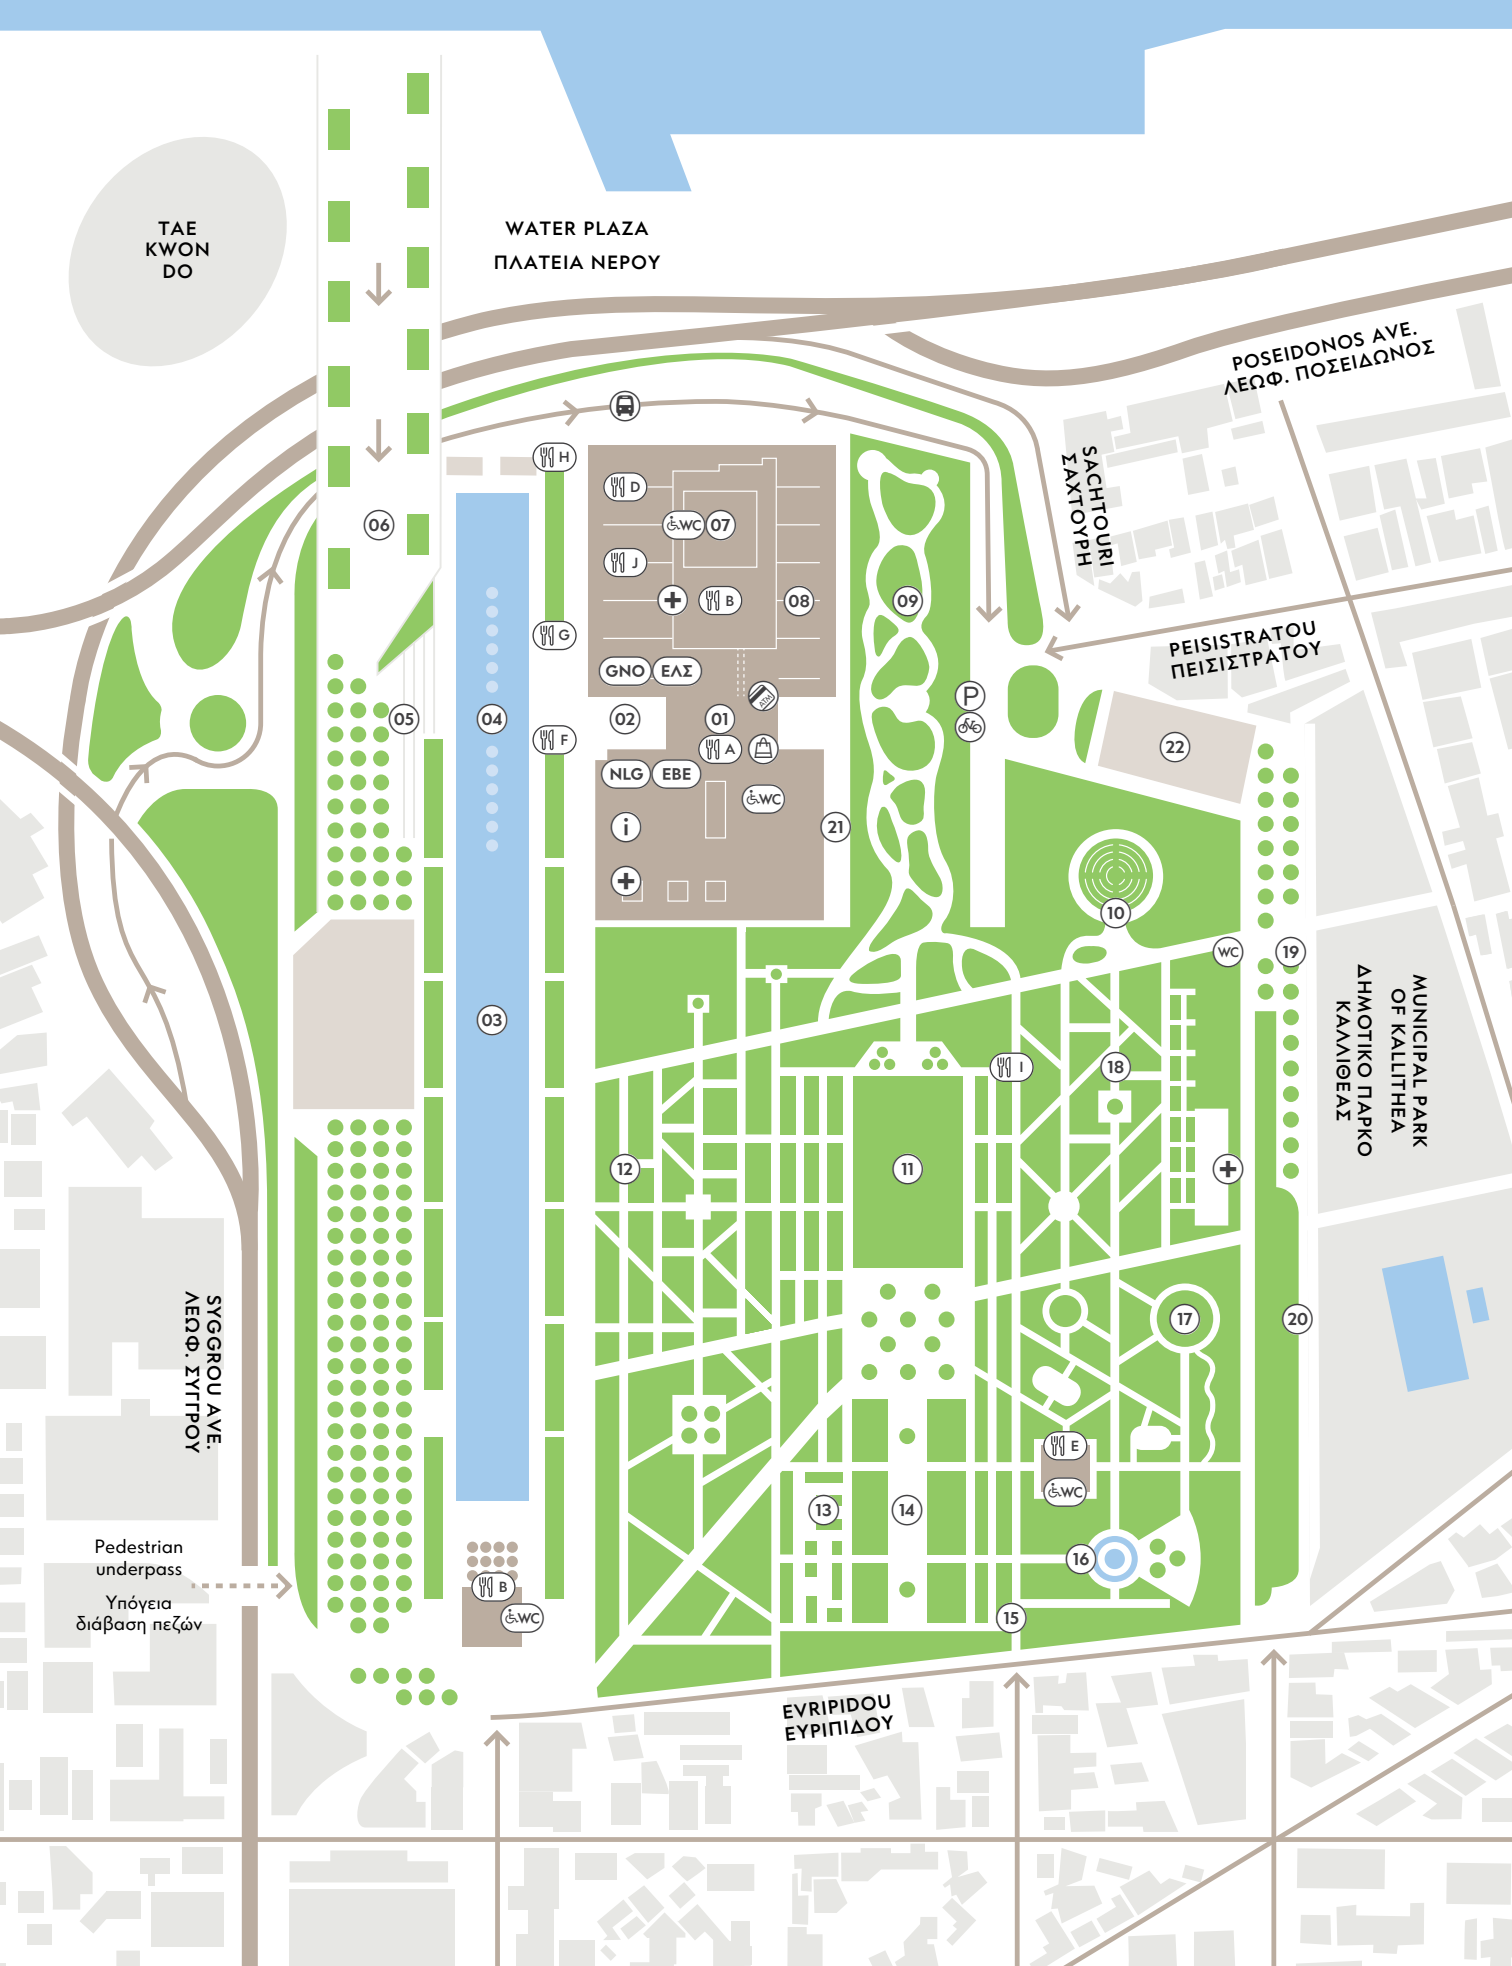 TAE
KWON
DO
WATER PLAZA
ΠΛΑΤΕΙΑ ΝΕΡΟΥ
POSEIDONOS AVE.
ΛΕΩΦ. ΠΟΣΕΙΔΩΝΟΣ
SACHTOURI
ΣΑΧΤΟΥΡΗ
H
D
06
WC 07
J
B
08
09
G
PEISISTRATOU
ΠΕΙΣΙΣΤΡΑΤΟΥ
GNO ΕΛΣ
ATM
P
05
04
02
01
F
A
22
NLG ΕΒΕ
WC
i
21
10
WC
19
MUNICIPAL PARK
OF KALLITHEA
ΔΗΜΟΤΙΚΟ ΠΑΡΚΟ
ΚΑΛΛΙΘΕΑΣ
03
I
18
12
11
17
20
SYGGROU AVE.
ΛΕΩΦ. ΣΥΓΓΡΟΥ
E
WC
13
14
Pedestrian
underpass
Υπόγεια
διάβαση πεζών
16
B
WC
15
EVRIPIDOU
ΕΥΡΙΠΙΔΟΥ